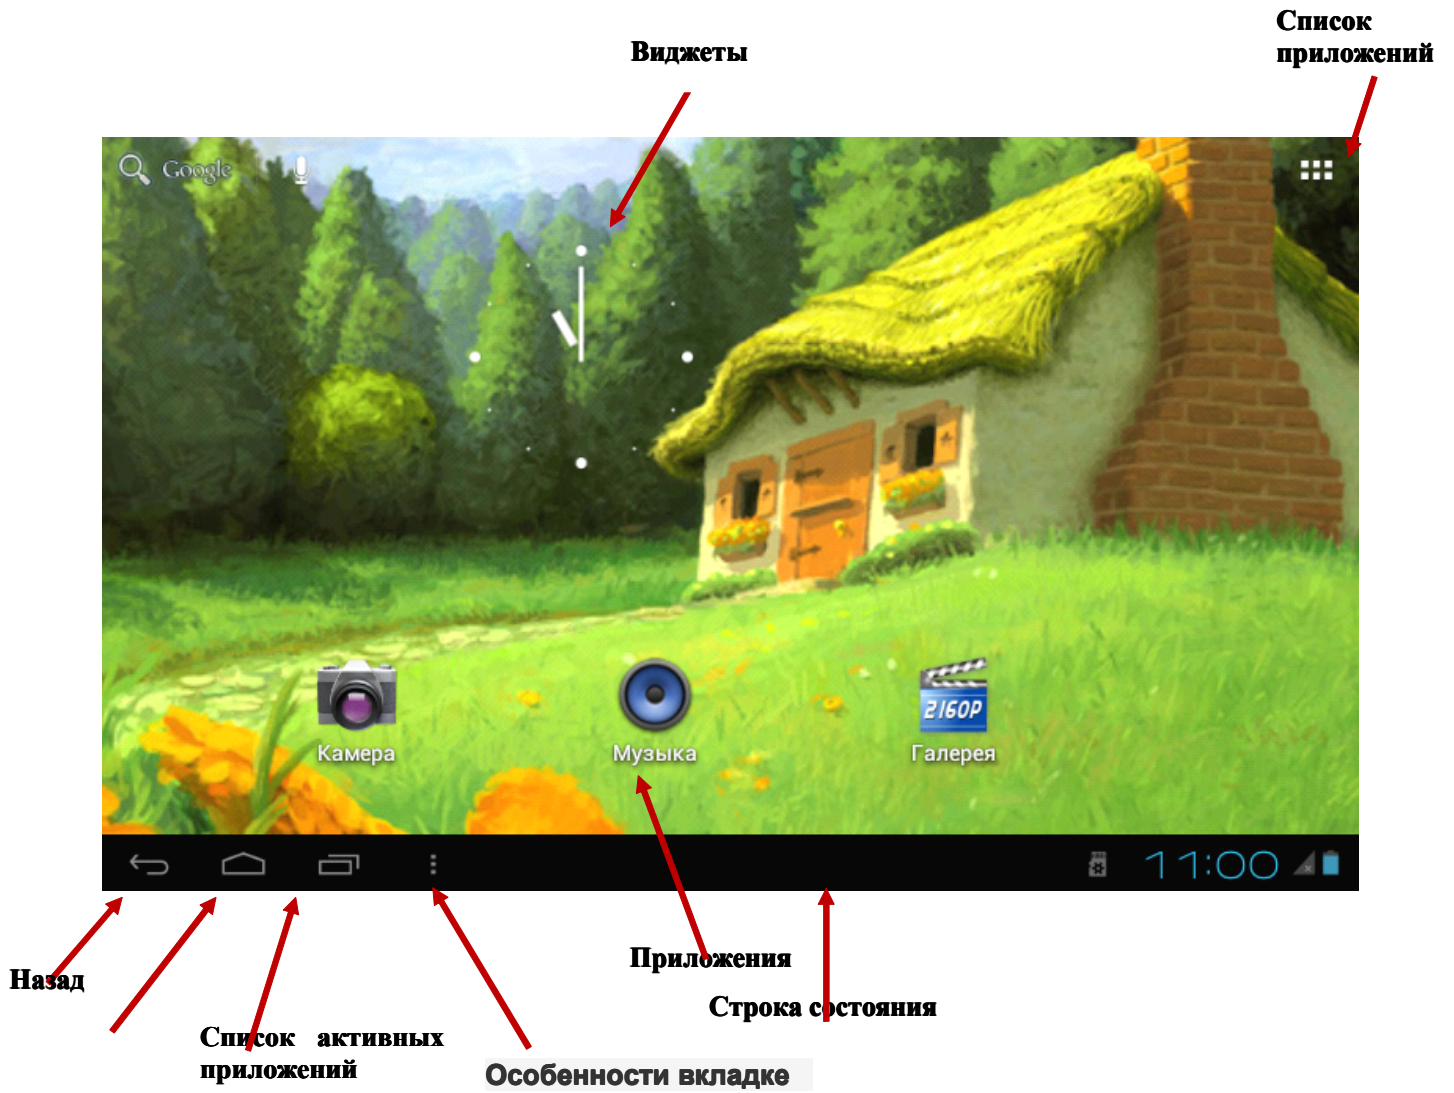 Список
приложений
Виджеты
Google
Камера
Музыка
2160P
Галерея
11:00
Назад
Приложения
Строка состояния
Список активных
приложений
Особенности вкладке